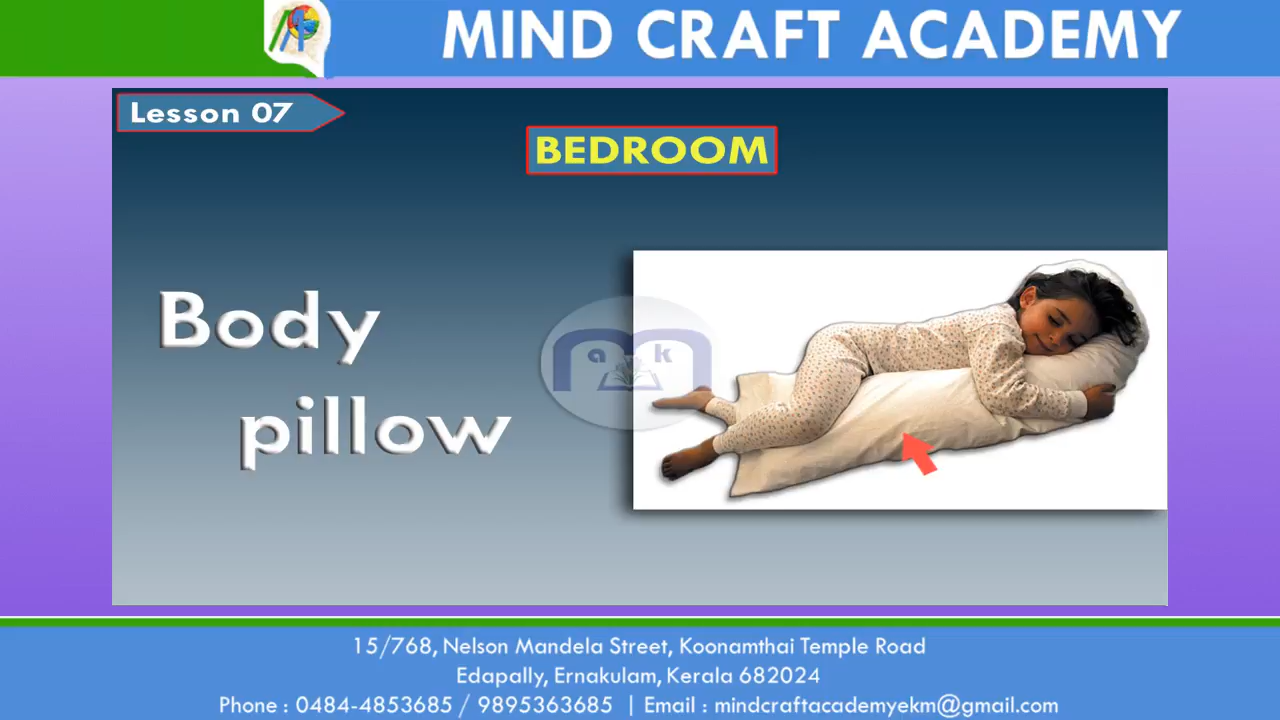 MIND CRAFT ACADEMY
Lesson 07
BEDROOM
Body
pillow
a k
15/768, Nelson Mandela Street, Koonamthai Temple Road
Edapally, Ernakulam, Kerala 682024
Phone : 0484-4853685 / 9895363685 | Email : mindcraftacademyekm@gmail.com